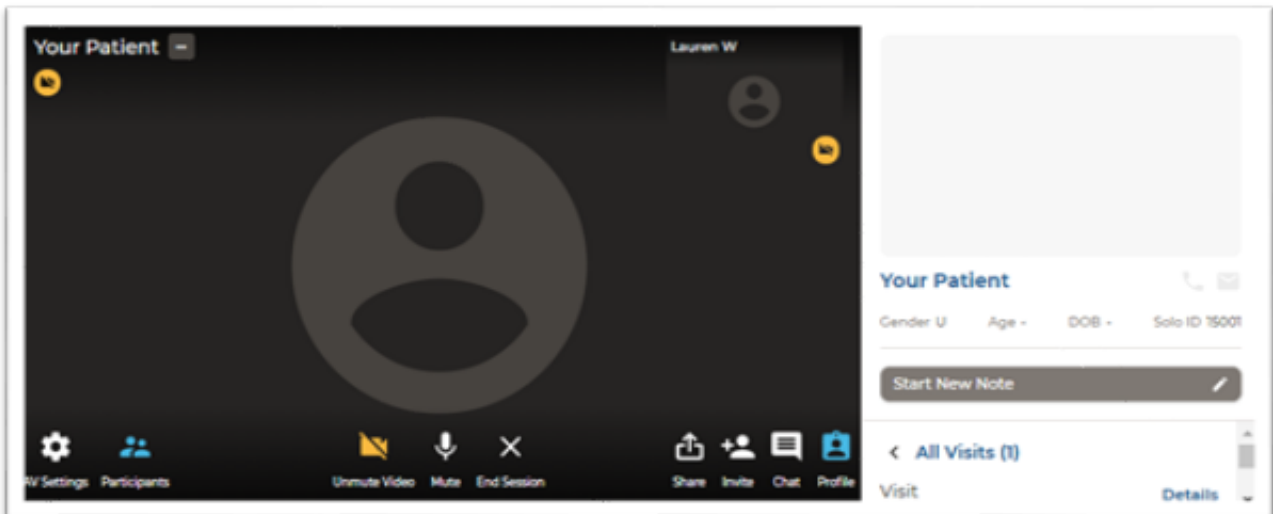 Your Patient
Lauren W
AV Settings Participants Unmute Video Mute End Session Share Invite Chat Profile
Your Patient
Gender U Age - DOB - Solo ID 15001
Start New Note
All Visits (1)
Visit Details